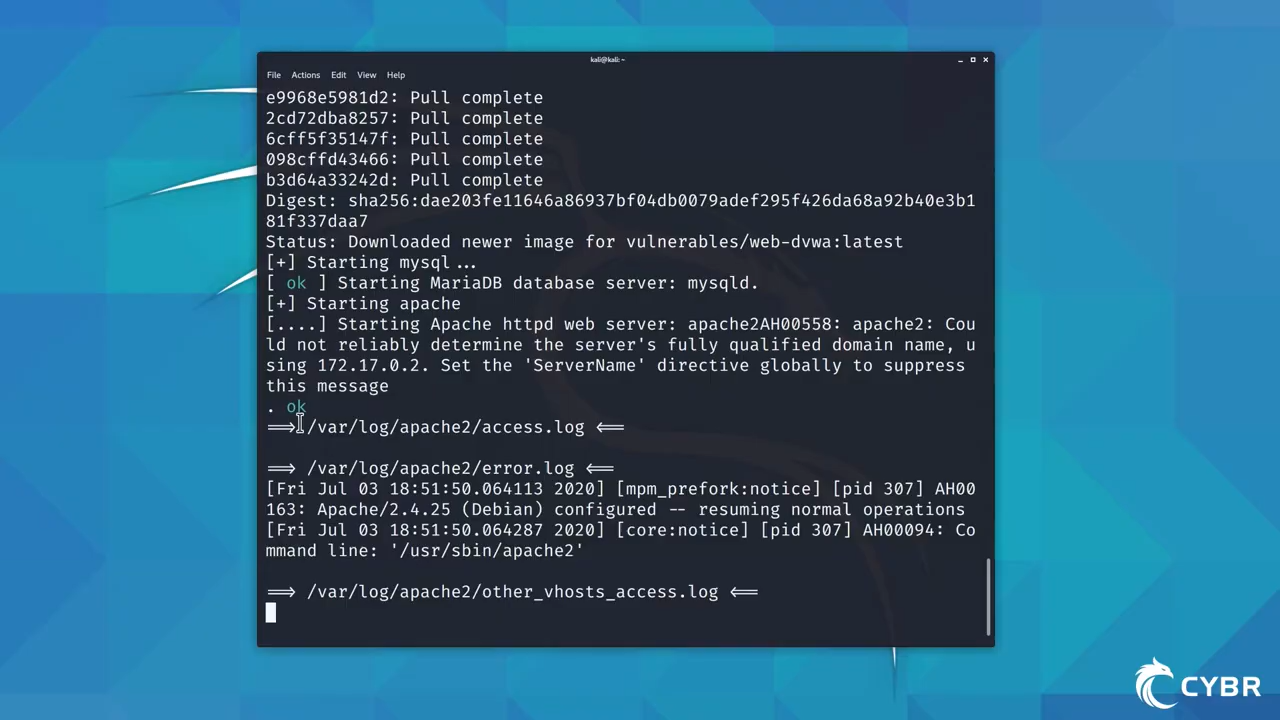 kali@kali: ~
File Actions Edit View Help
e9968e5981d2: Pull complete
2cd72dba8257: Pull complete
6cff5f35147f: Pull complete
098cffd43466: Pull complete
b3d64a33242d: Pull complete
Digest: sha256:dae203fe11646a86937bf04db0079adef295f426da68a92b40e3b1
81f337daa7
Status: Downloaded newer image for vulnerables/web-dvwa:latest
[+] Starting mysql...
[ ok ] Starting MariaDB database server: mysqld.
[+] Starting apache
[....] Starting Apache httpd web server: apache2AH00558: apache2: Cou
ld not reliably determine the server's fully qualified domain name, u
sing 172.17.0.2. Set the 'ServerName' directive globally to suppress
this message
. ok
==> /var/log/apache2/access.log <==
==> /var/log/apache2/error.log <==
[Fri Jul 03 18:51:50.064113 2020] [mpm_prefork:notice] [pid 307] AH00
163: Apache/2.4.25 (Debian) configured -- resuming normal operations
[Fri Jul 03 18:51:50.064287 2020] [core:notice] [pid 307] AH00094: Co
mmand line: '/usr/sbin/apache2'
==> /var/log/apache2/other_vhosts_access.log <==
CYBR